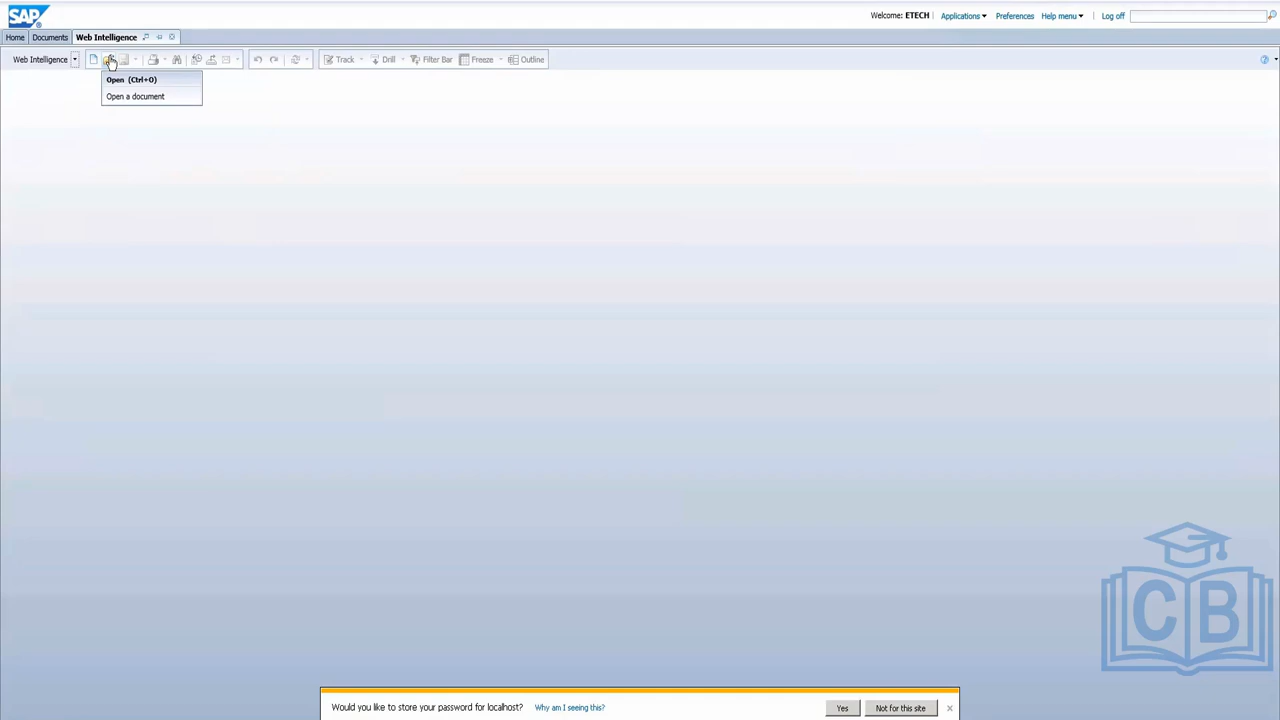 SAP
Welcome: ETECH Applications Preferences Help menu Log off
Home Documents Web Intelligence
Web Intelligence Track Drill Filter Bar Freeze Outline
Open (Ctrl+O)
Open a document
CB
Would you like to store your password for localhost? Why am I seeing this? Yes Not for this site